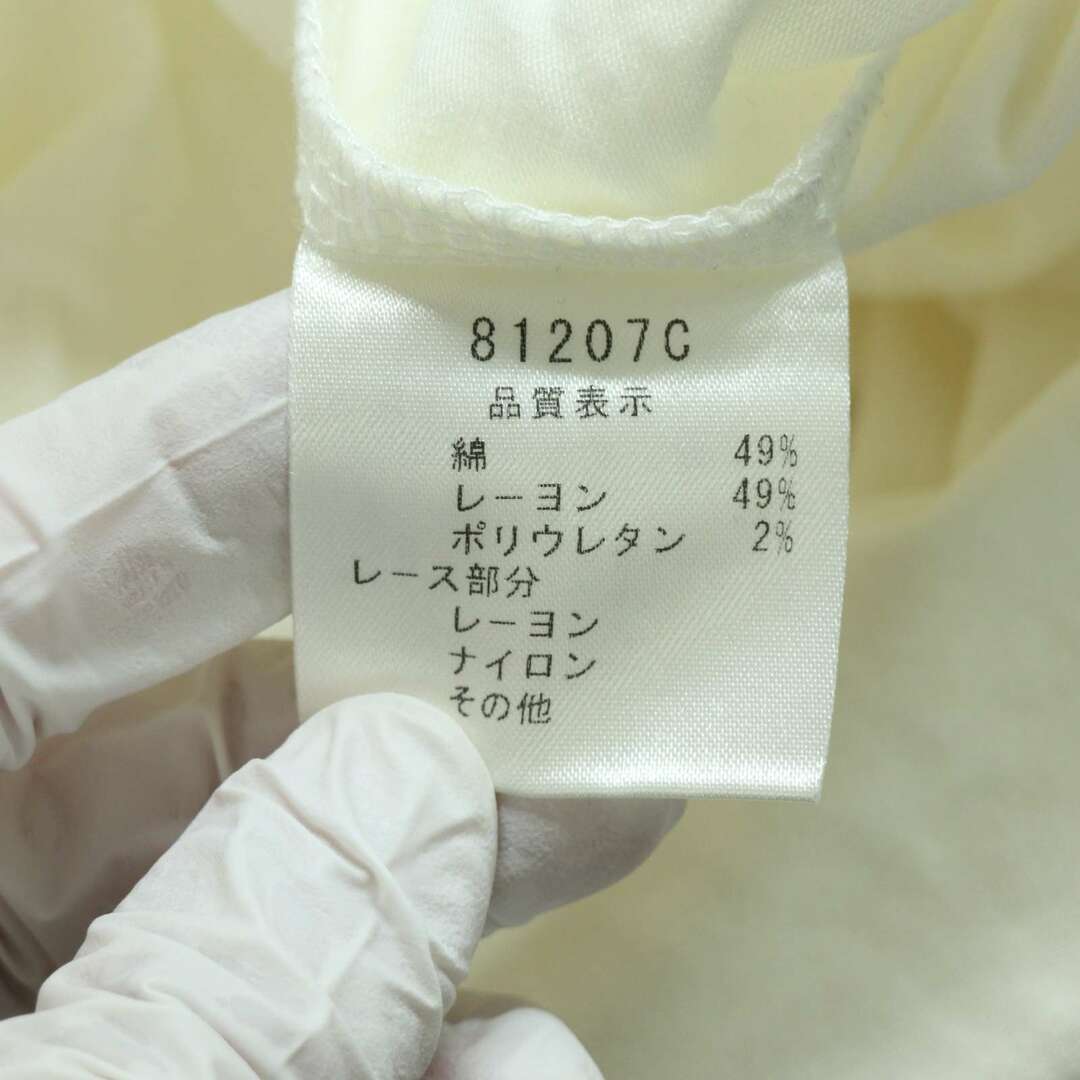 81207C
品質表示
綿 49%
レーヨン 49%
ポリウレタン 2%
レース部分
レーヨン
ナイロン
その他